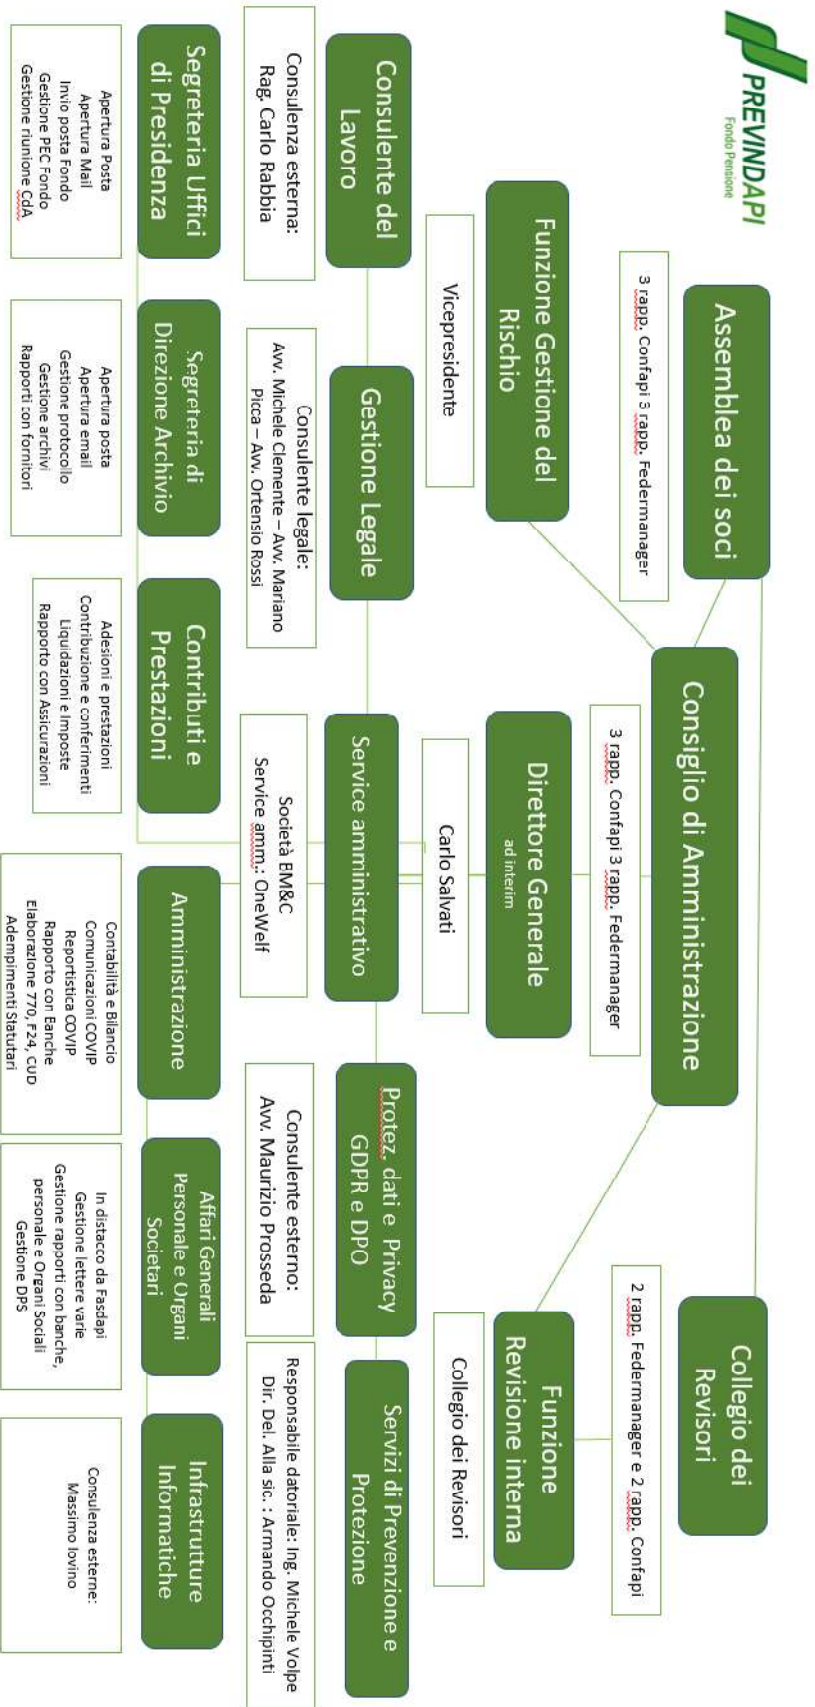 PREVINDAPI
Fondo Pensione
Assemblea dei soci
3 rapp. Confapi 3 rapp. Federmanager
Consiglio di Amministrazione
3 rapp. Confapi 3 rapp. Federmanager
Collegio dei
Revisori
2 rapp. Federmanager e 2 rapp. Confapi
Funzione Gestione del
Rischio
Vicepresidente
Direttore Generale
ad interim
Carlo Salvati
Funzione
Revisione interna
Collegio dei Revisori
Consulente del
Lavoro
Consulenza esterna:
Rag. Carlo Rabbia
Gestione Legale
Consulente legale:
Avv. Michele Clemente – Avv. Mariano
Picca – Avv. Ortensio Rossi
Service amministrativo
Società EM&C
Service amm.: OneWelf
Protez. dati e Privacy
GDPR e DPO
Consulente esterno:
Avv. Maurizio Prosseda
Servizi di Prevenzione e
Protezione
Responsabile datoriale: Ing. Michele Volpe
Dir. Del. Alla sic. : Armando Occhipinti
Segreteria Uffici
di Presidenza
Apertura Posta
Apertura Mail
Invio posta Fondo
Gestione PEC Fondo
Gestione riunione CdA
Segreteria di
Direzione Archivio
Apertura posta
Apertura email
Gestione protocollo
Gestione archivi
Rapporti con fornitori
Contributi e
Prestazioni
Adesioni e prestazioni
Contribuzione e conferimenti
Liquidazioni e Imposte
Rapporto con Assicurazioni
Amministrazione
Contabilità e Bilancio
Comunicazioni COVIP
Reportistica COVIP
Rapporto con Banche
Elaborazione 770, F24, CUD
Adempimenti Statutari
Affari Generali
Personale e Organi
Societari
In distacco da Fasdapi
Gestione lettere varie
Gestione rapporti con banche,
personale e Organi Sociali
Gestione DPS
Infrastrutture
Informatiche
Consulenza esterne:
Massimo Iovino